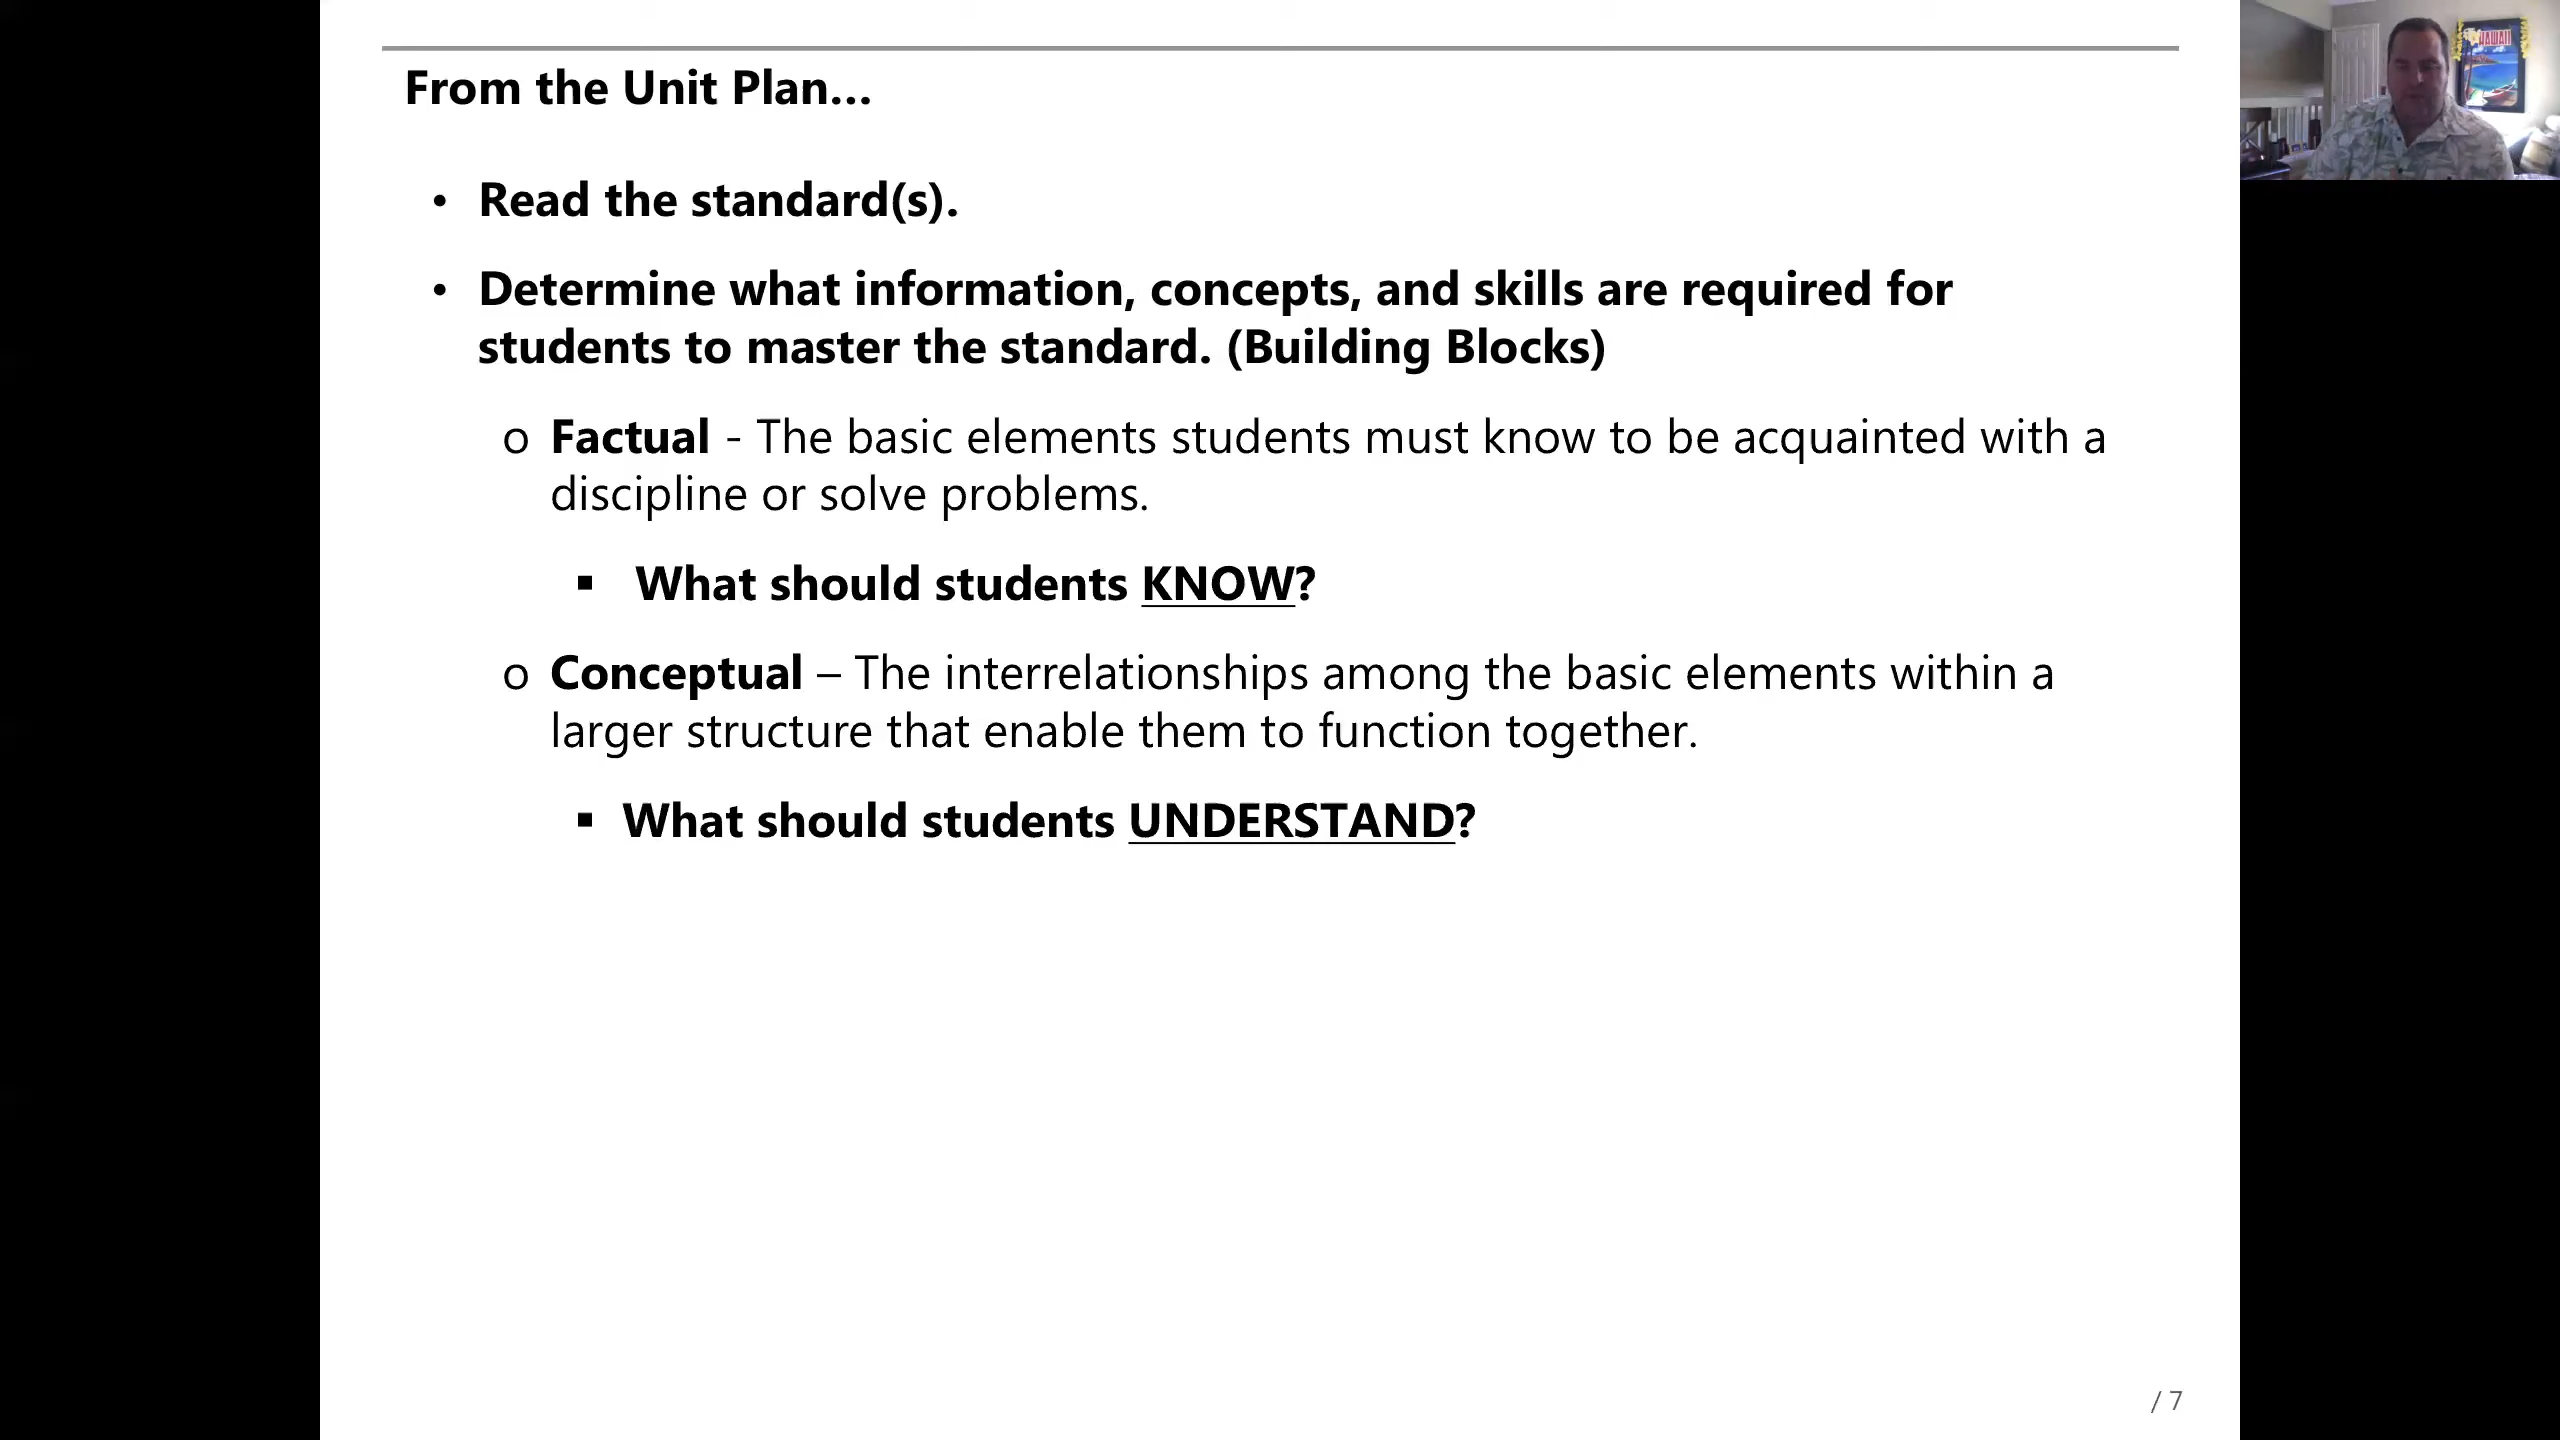 From the Unit Plan...
• Read the standard(s).
• Determine what information, concepts, and skills are required for
students to master the standard. (Building Blocks)
o Factual - The basic elements students must know to be acquainted with a
discipline or solve problems.
▪ What should students KNOW?
o Conceptual – The interrelationships among the basic elements within a
larger structure that enable them to function together.
▪ What should students UNDERSTAND?
/ 7
HAWAII